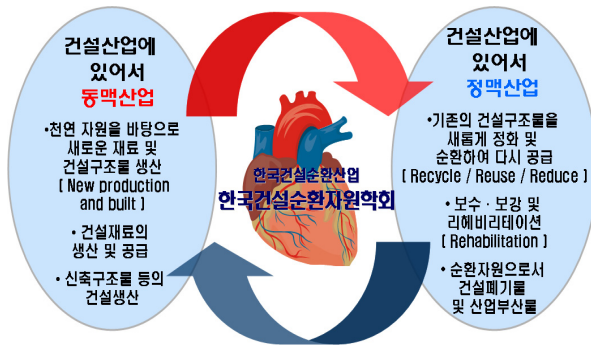 건설산업에
있어서
동맥산업
•천연 자원을 바탕으로
새로운 재료 및
건설구조물 생산
[ New production
and built ]
• 건설재료의
생산 및 공급
• 신축구조물 등의
건설생산
한국건설순환산업
한국건설순환자원학회
건설산업에
있어서
정맥산업
•기존의 건설구조물을
새롭게 정화 및
순환하여 다시 공급
[ Recycle / Reuse / Reduce ]
• 보수 · 보강 및
리헤비리테이션
[ Rehabilitation ]
• 순환자원으로서
건설폐기물
및 산업부산물